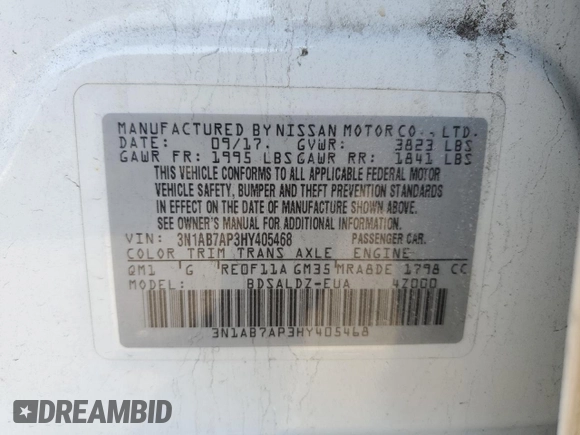 MANUFACTURED BY NISSAN MOTOR CO., LTD.
DATE: 09/17. GVWR: 3823 LBS
GAWR FR: 1995 LBS GAWR RR: 1841 LBS
THIS VEHICLE CONFORMS TO ALL APPLICABLE FEDERAL MOTOR
VEHICLE SAFETY, BUMPER AND THEFT PREVENTION STANDARDS
IN EFFECT ON THE DATE OF MANUFACTURE SHOWN ABOVE.
SEE OWNER'S MANUAL FOR ADDITIONAL INFORMATION.
VIN: 3N1AB7AP3HY405468 PASSENGER CAR.
COLOR TRIM TRANS AXLE ENGINE
QM1 G RE0F11A GM35 MRA8DE 1798 CC
MODEL: BDSALDZ-EUA 4Z000
3N1AB7AP3HY405468
DREAMBID